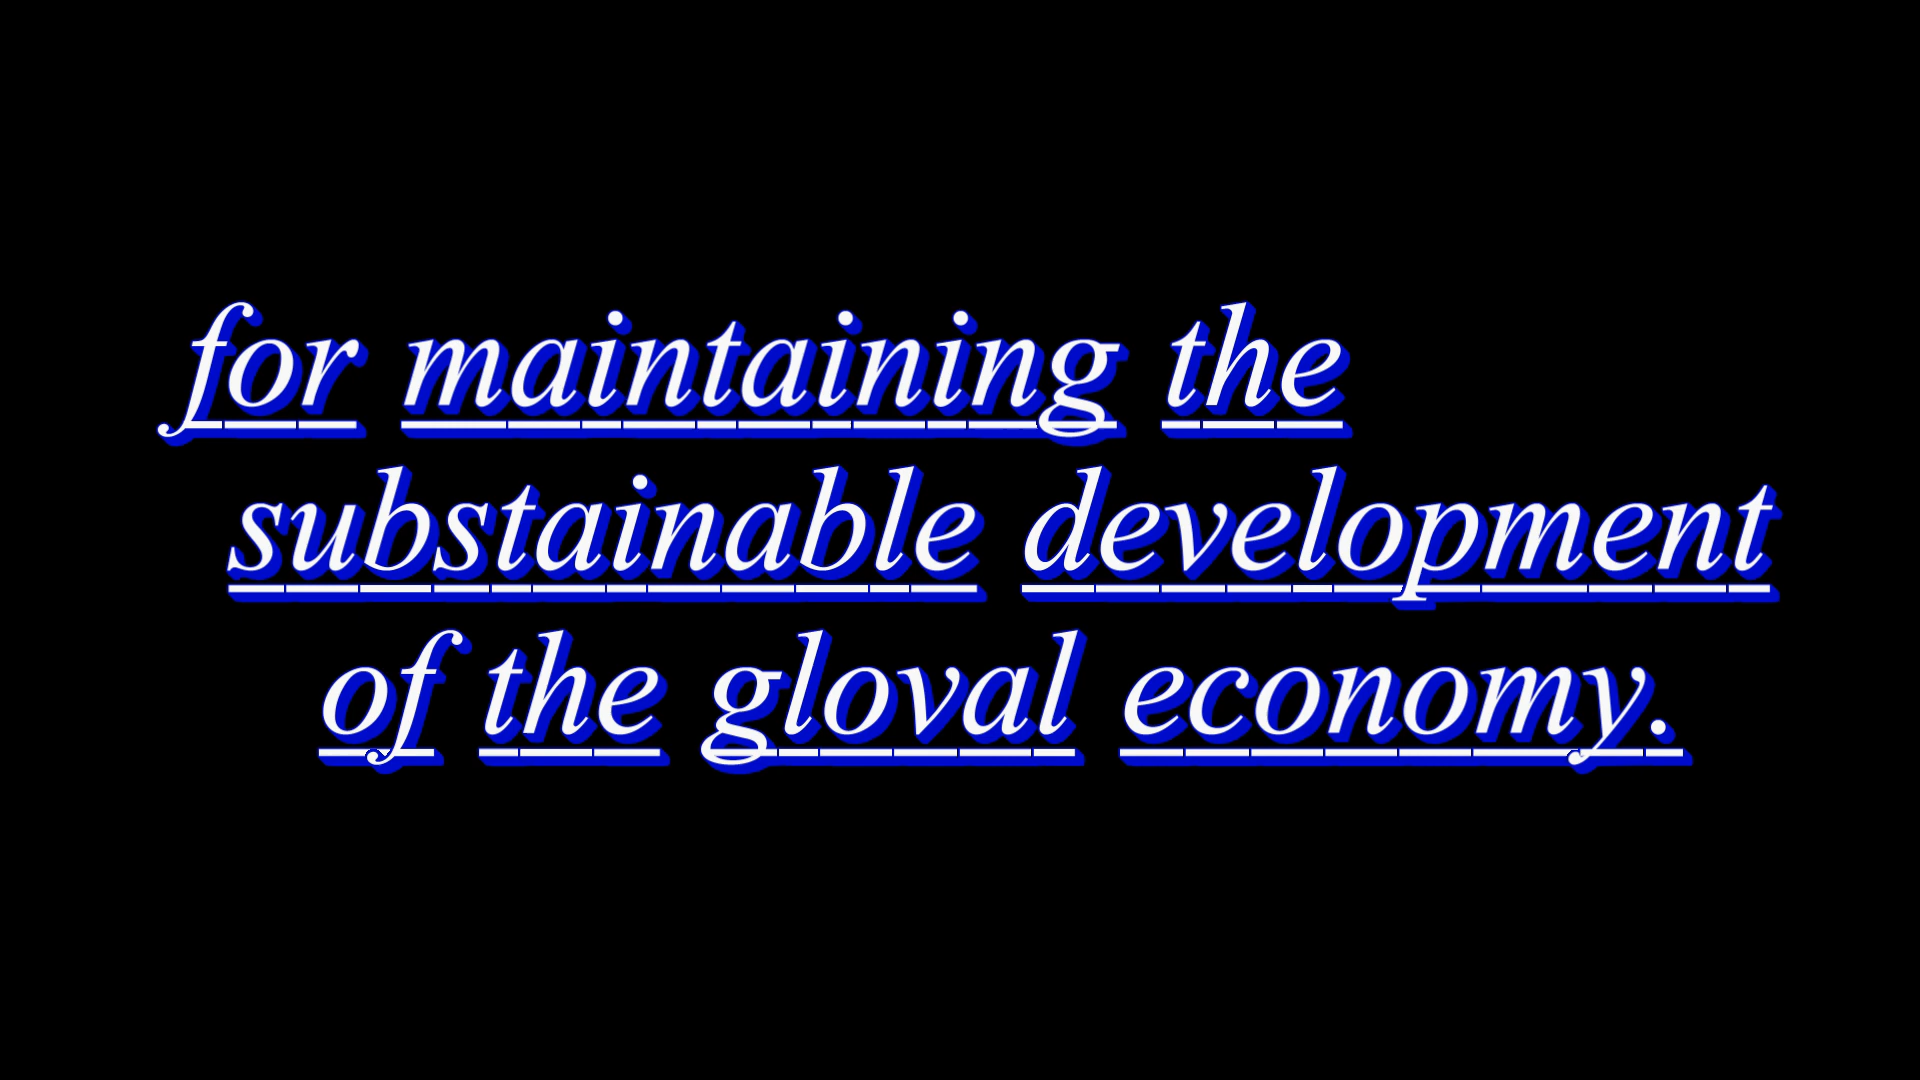 for maintaining the
substainable development
of the gloval economy.